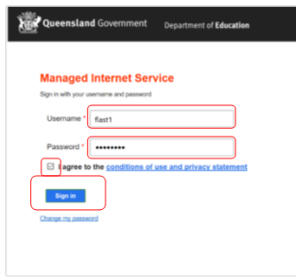 Queensland Government Department of Education
Managed Internet Service
Sign in with your username and password
Username * flast1
Password * ••••••••
I agree to the conditions of use and privacy statement
Sign in
Change my password